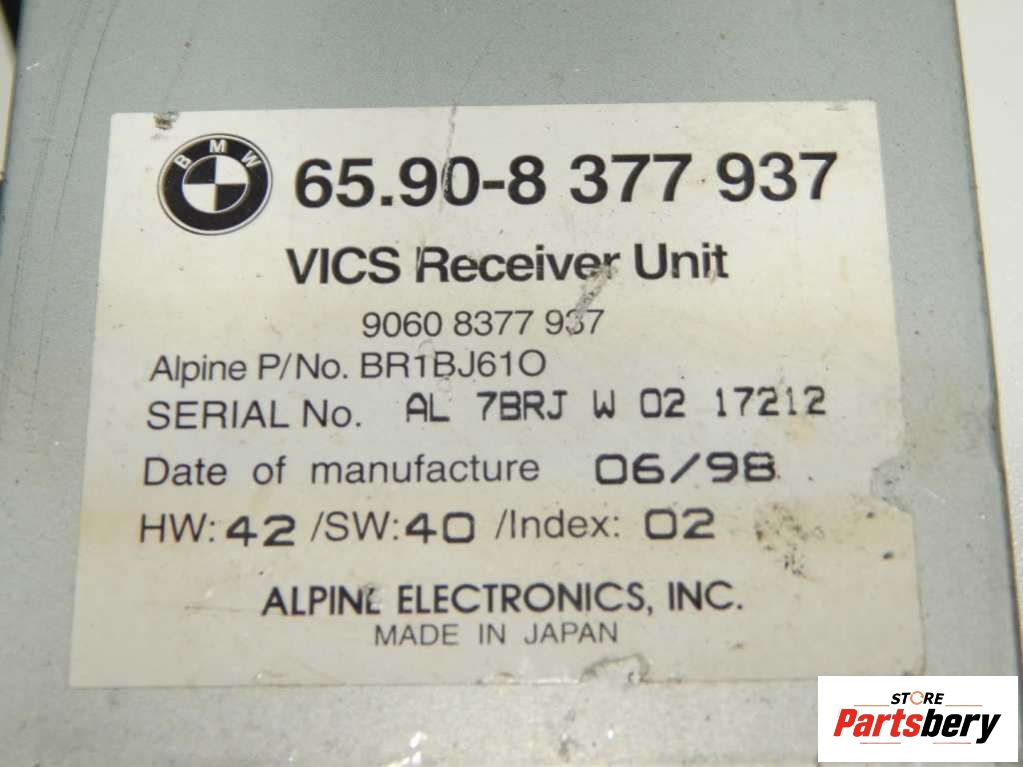 BMW
65.90-8 377 937
VICS Receiver Unit
9060 8377 937
Alpine P/No. BR1BJ61O
SERIAL No. AL 7BRJ W 02 17212
Date of manufacture 06/98
HW: 42 /SW: 40 /Index: 02
ALPINE ELECTRONICS, INC.
MADE IN JAPAN
STORE
Partsbery